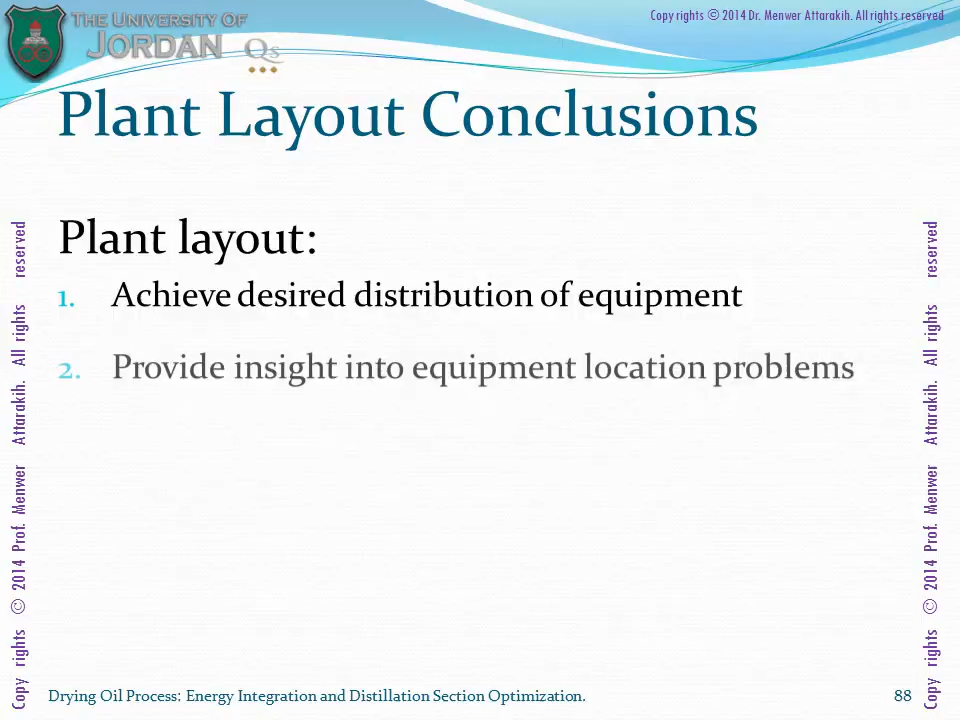 Copy rights © 2014 Dr. Menwer Attarakih. All rights reserved
THE UNIVERSITY OF
JORDAN QS
Plant Layout Conclusions
Plant layout:
1. Achieve desired distribution of equipment
2. Provide insight into equipment location problems
Copy rights © 2014 Prof. Menwer Attarakih. All rights reserved
Copy rights © 2014 Prof. Menwer Attarakih. All rights reserved
Drying Oil Process: Energy Integration and Distillation Section Optimization.
88